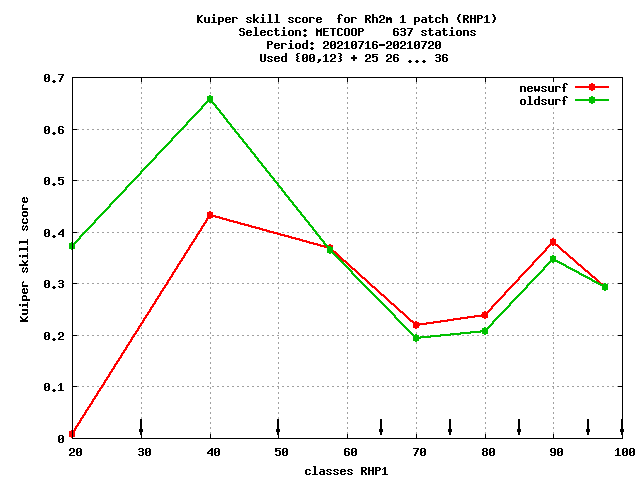 Kuiper skill score  for Rh2m 1 patch (RHP1)
Selection: METCOOP    637 stations
Period: 20210716-20210720
Used {00,12} + 25 26 ... 36
newsurf
oldsurf
0.7
0.6
0.5
0.4
0.3
0.2
0.1
0
Kuiper skill score
20 30 40 50 60 70 80 90 100
classes RHP1